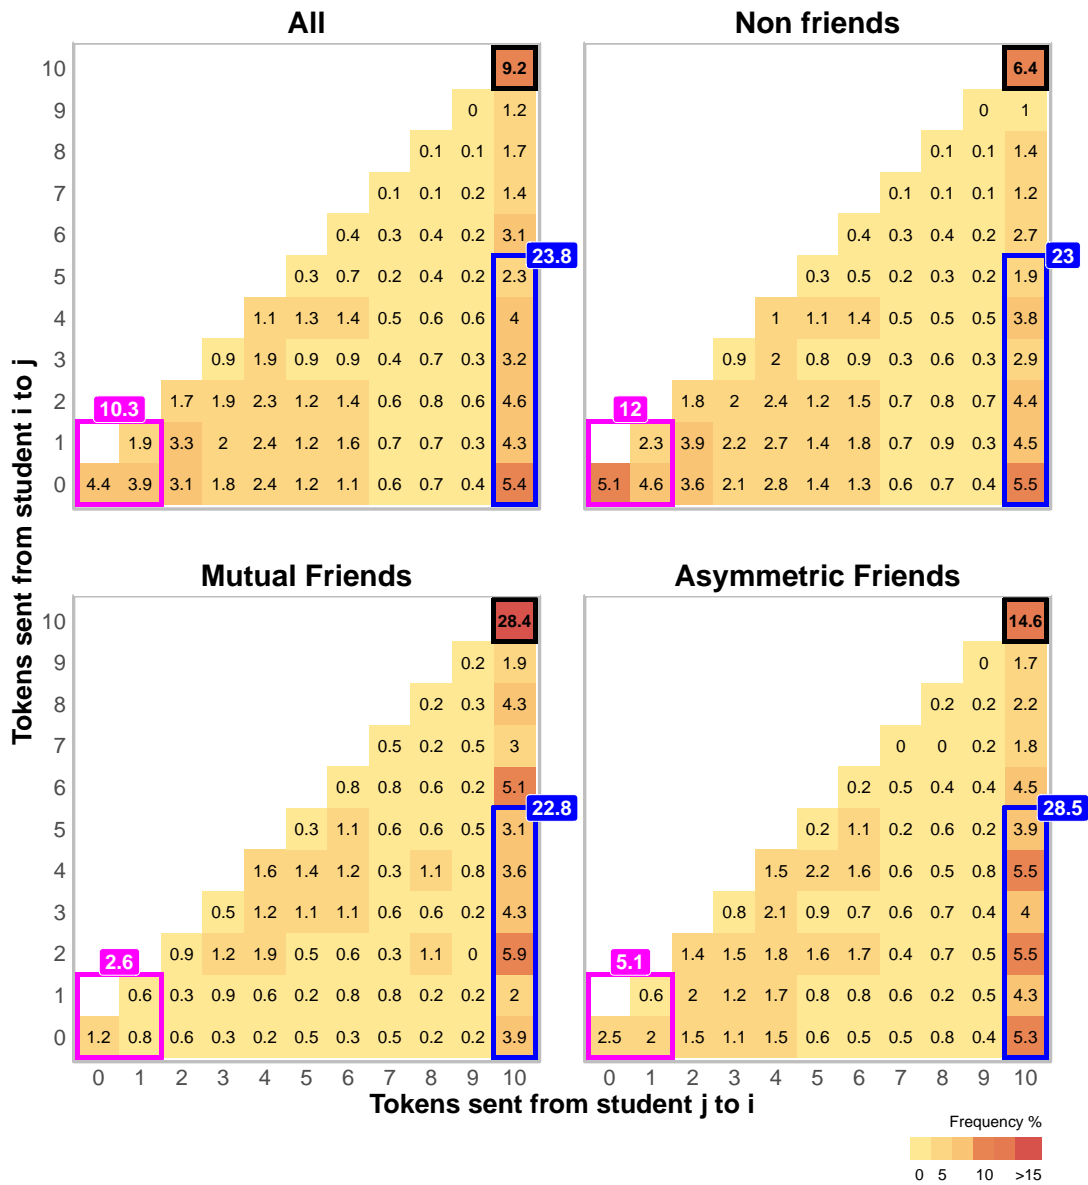 All Non friends
10 9.2 6.4
9 0 1.2 0 1
8 0.1 0.1 1.7 0.1 0.1 1.4
7 0.1 0.1 0.2 1.4 0.1 0.1 0.1 1.2
6 0.4 0.3 0.4 0.2 3.1 0.4 0.3 0.4 0.2 2.7
23.8 23
5 0.3 0.7 0.2 0.4 0.2 2.3 0.3 0.5 0.2 0.3 0.2 1.9
4 1.1 1.3 1.4 0.5 0.6 0.6 4 1 1.1 1.4 0.5 0.5 0.5 3.8
3 0.9 1.9 0.9 0.9 0.4 0.7 0.3 3.2 0.9 2 0.8 0.9 0.3 0.6 0.3 2.9
2 1.7 1.9 2.3 1.2 1.4 0.6 0.8 0.6 4.6 1.8 2 2.4 1.2 1.5 0.7 0.8 0.7 4.4
10.3 12
1 1.9 3.3 2 2.4 1.2 1.6 0.7 0.7 0.3 4.3 2.3 3.9 2.2 2.7 1.4 1.8 0.7 0.9 0.3 4.5
0 4.4 3.9 3.1 1.8 2.4 1.2 1.1 0.6 0.7 0.4 5.4 5.1 4.6 3.6 2.1 2.8 1.4 1.3 0.6 0.7 0.4 5.5
Tokens sent from student i to j
Mutual Friends Asymmetric Friends
10 28.4 14.6
9 0.2 1.9 0 1.7
8 0.2 0.3 4.3 0.2 0.2 2.2
7 0.5 0.2 0.5 3 0 0 0.2 1.8
6 0.8 0.8 0.6 0.2 5.1 0.2 0.5 0.4 0.4 4.5
22.8 28.5
5 0.3 1.1 0.6 0.6 0.5 3.1 0.2 1.1 0.2 0.6 0.2 3.9
4 1.6 1.4 1.2 0.3 1.1 0.8 3.6 1.5 2.2 1.6 0.6 0.5 0.8 5.5
3 0.5 1.2 1.1 1.1 0.6 0.6 0.2 4.3 0.8 2.1 0.9 0.7 0.6 0.7 0.4 4
2 0.9 1.2 1.9 0.5 0.6 0.3 1.1 0 5.9 1.4 1.5 1.8 1.6 1.7 0.4 0.7 0.5 5.5
2.6 5.1
1 0.6 0.3 0.9 0.6 0.2 0.8 0.8 0.2 0.2 2 0.6 2 1.2 1.7 0.8 0.8 0.6 0.2 0.5 4.3
0 1.2 0.8 0.6 0.3 0.2 0.5 0.3 0.5 0.2 0.2 3.9 2.5 2 1.5 1.1 1.5 0.6 0.5 0.5 0.8 0.4 5.3
0 1 2 3 4 5 6 7 8 9 10 0 1 2 3 4 5 6 7 8 9 10
Tokens sent from student j to i
Frequency %
0 5 10 >15